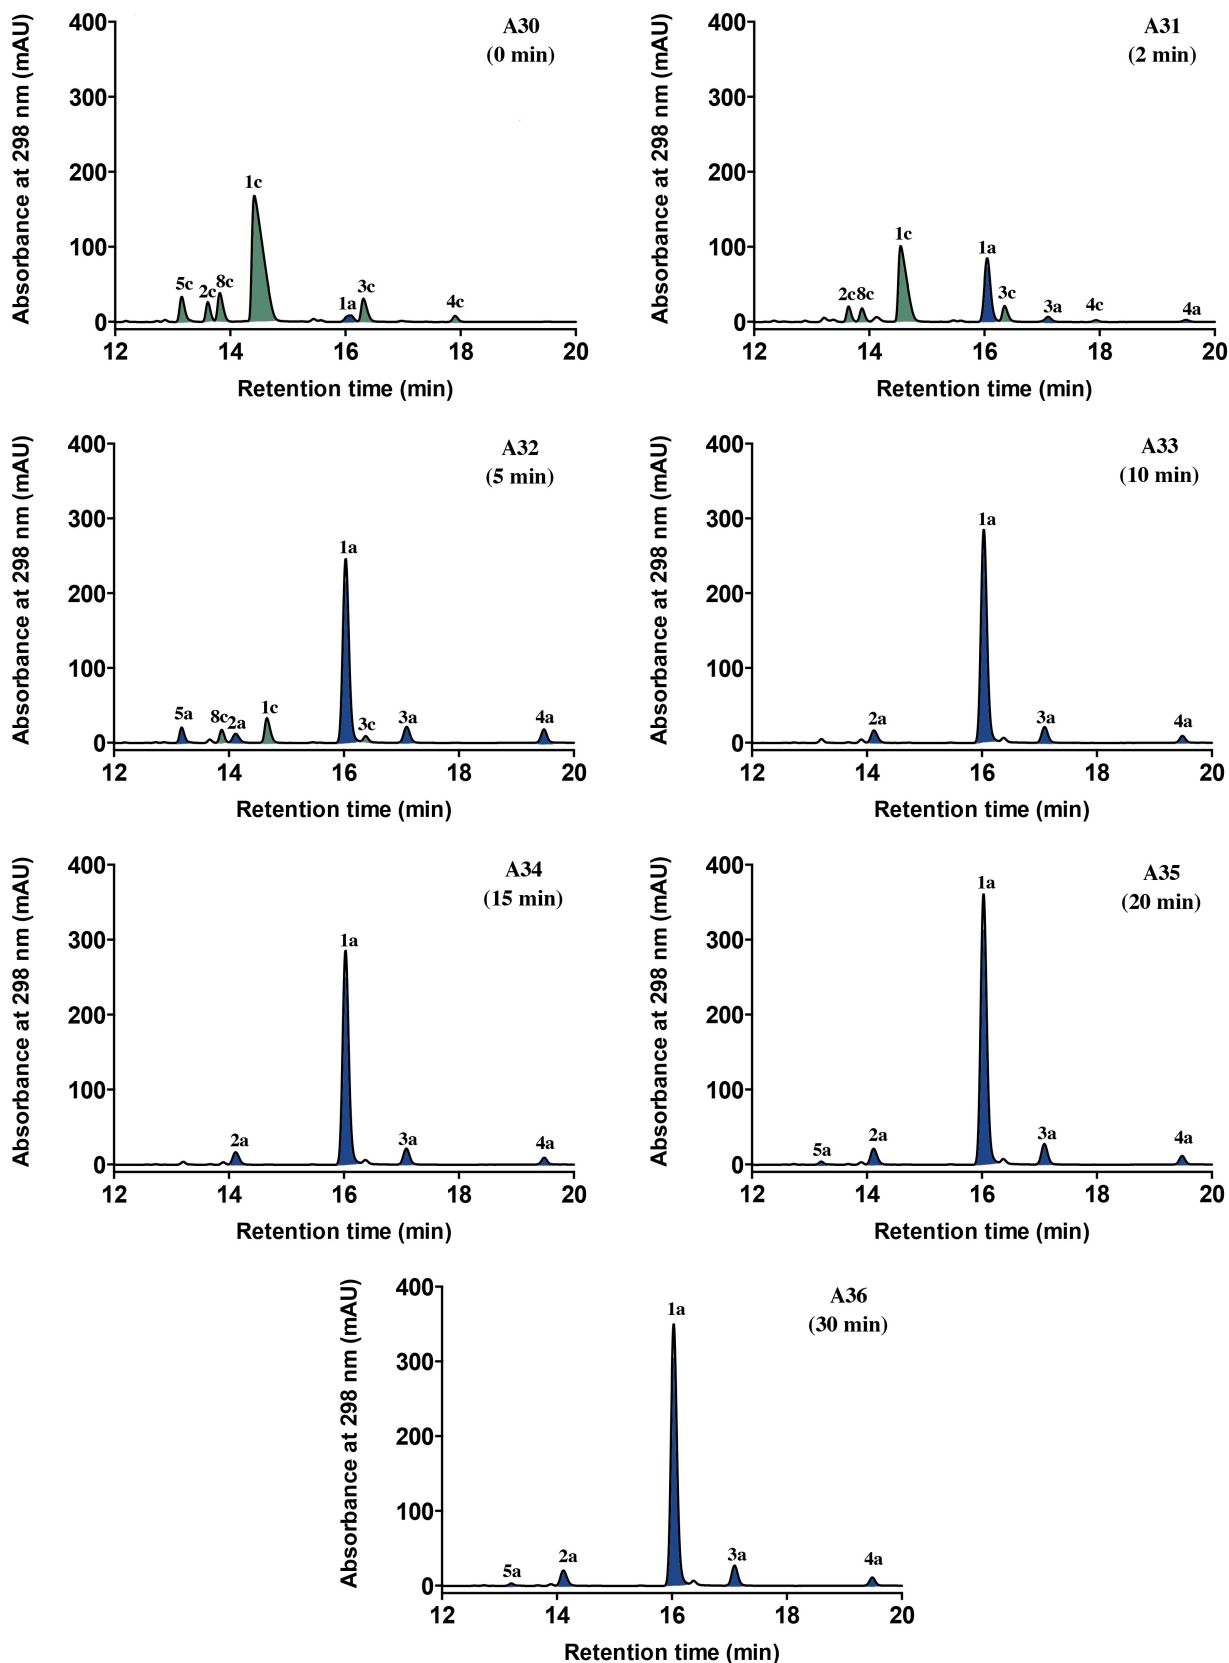 A30
(0 min)
Absorbance at 298 nm (mAU)
400
300
200
100
0
5c
2c
8c
1c
1a
3c
4c
12 14 16 18 20
Retention time (min)
A31
(2 min)
Absorbance at 298 nm (mAU)
400
300
200
100
0
2c
8c
1c
1a
3c
3a
4c
4a
12 14 16 18 20
Retention time (min)
A32
(5 min)
Absorbance at 298 nm (mAU)
400
300
200
100
0
5a
8c
2a
1c
1a
3c
3a
4a
12 14 16 18 20
Retention time (min)
A33
(10 min)
Absorbance at 298 nm (mAU)
400
300
200
100
0
2a
1a
3a
4a
12 14 16 18 20
Retention time (min)
A34
(15 min)
Absorbance at 298 nm (mAU)
400
300
200
100
0
2a
1a
3a
4a
12 14 16 18 20
Retention time (min)
A35
(20 min)
Absorbance at 298 nm (mAU)
400
300
200
100
0
5a
2a
1a
3a
4a
12 14 16 18 20
Retention time (min)
A36
(30 min)
Absorbance at 298 nm (mAU)
400
300
200
100
0
5a
2a
1a
3a
4a
12 14 16 18 20
Retention time (min)